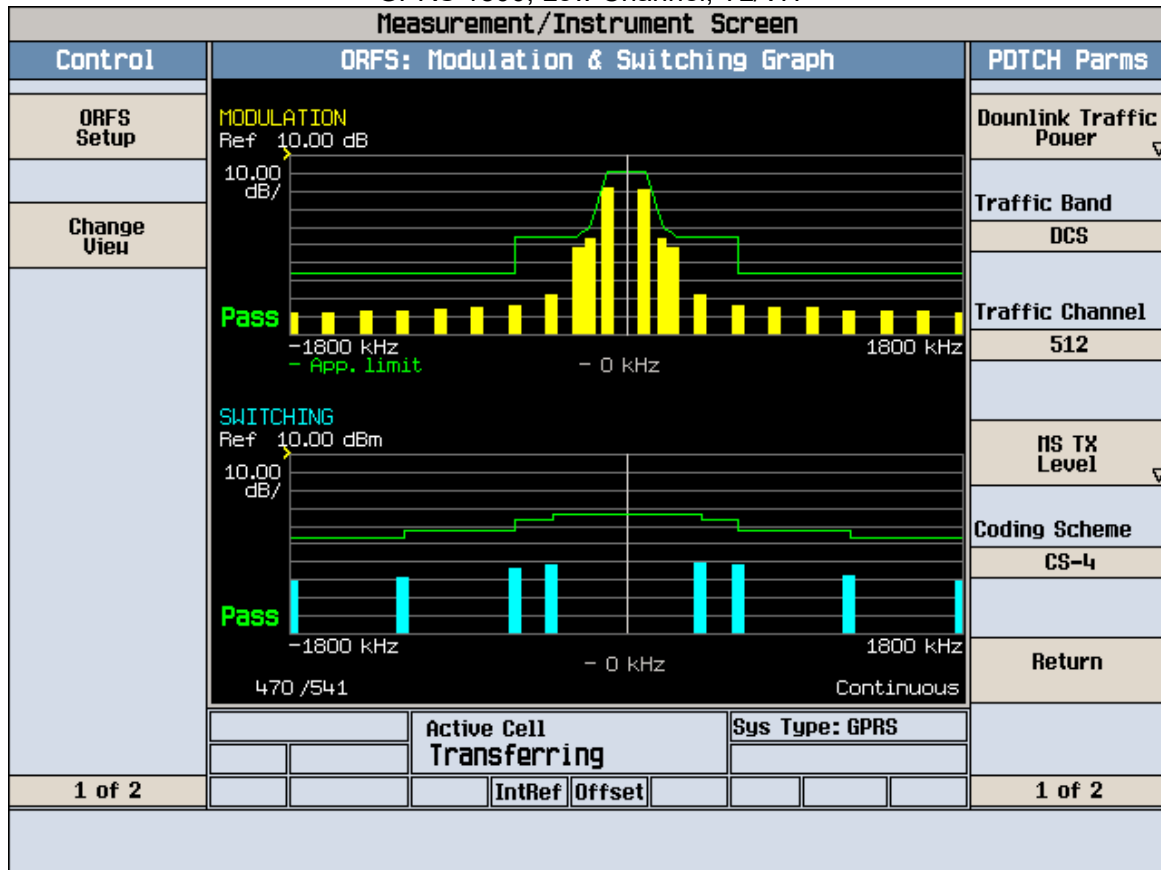 Measurement/Instrument Screen
Control
ORFS: Modulation & Switching Graph
PDTCH Parms
ORFS
Setup
Change
View
1 of 2
MODULATION
Ref 10.00 dB
10.00
dB/
Pass
-1800 kHz
1800 kHz
- App. limit
- 0 kHz
SWITCHING
Ref 10.00 dBm
10.00
dB/
Pass
-1800 kHz
1800 kHz
- 0 kHz
470 /541
Continuous
Active Cell
Sys Type: GPRS
Transferring
IntRef
Offset
Downlink Traffic
Power
Traffic Band
DCS
Traffic Channel
512
MS TX
Level
Coding Scheme
CS-4
Return
1 of 2